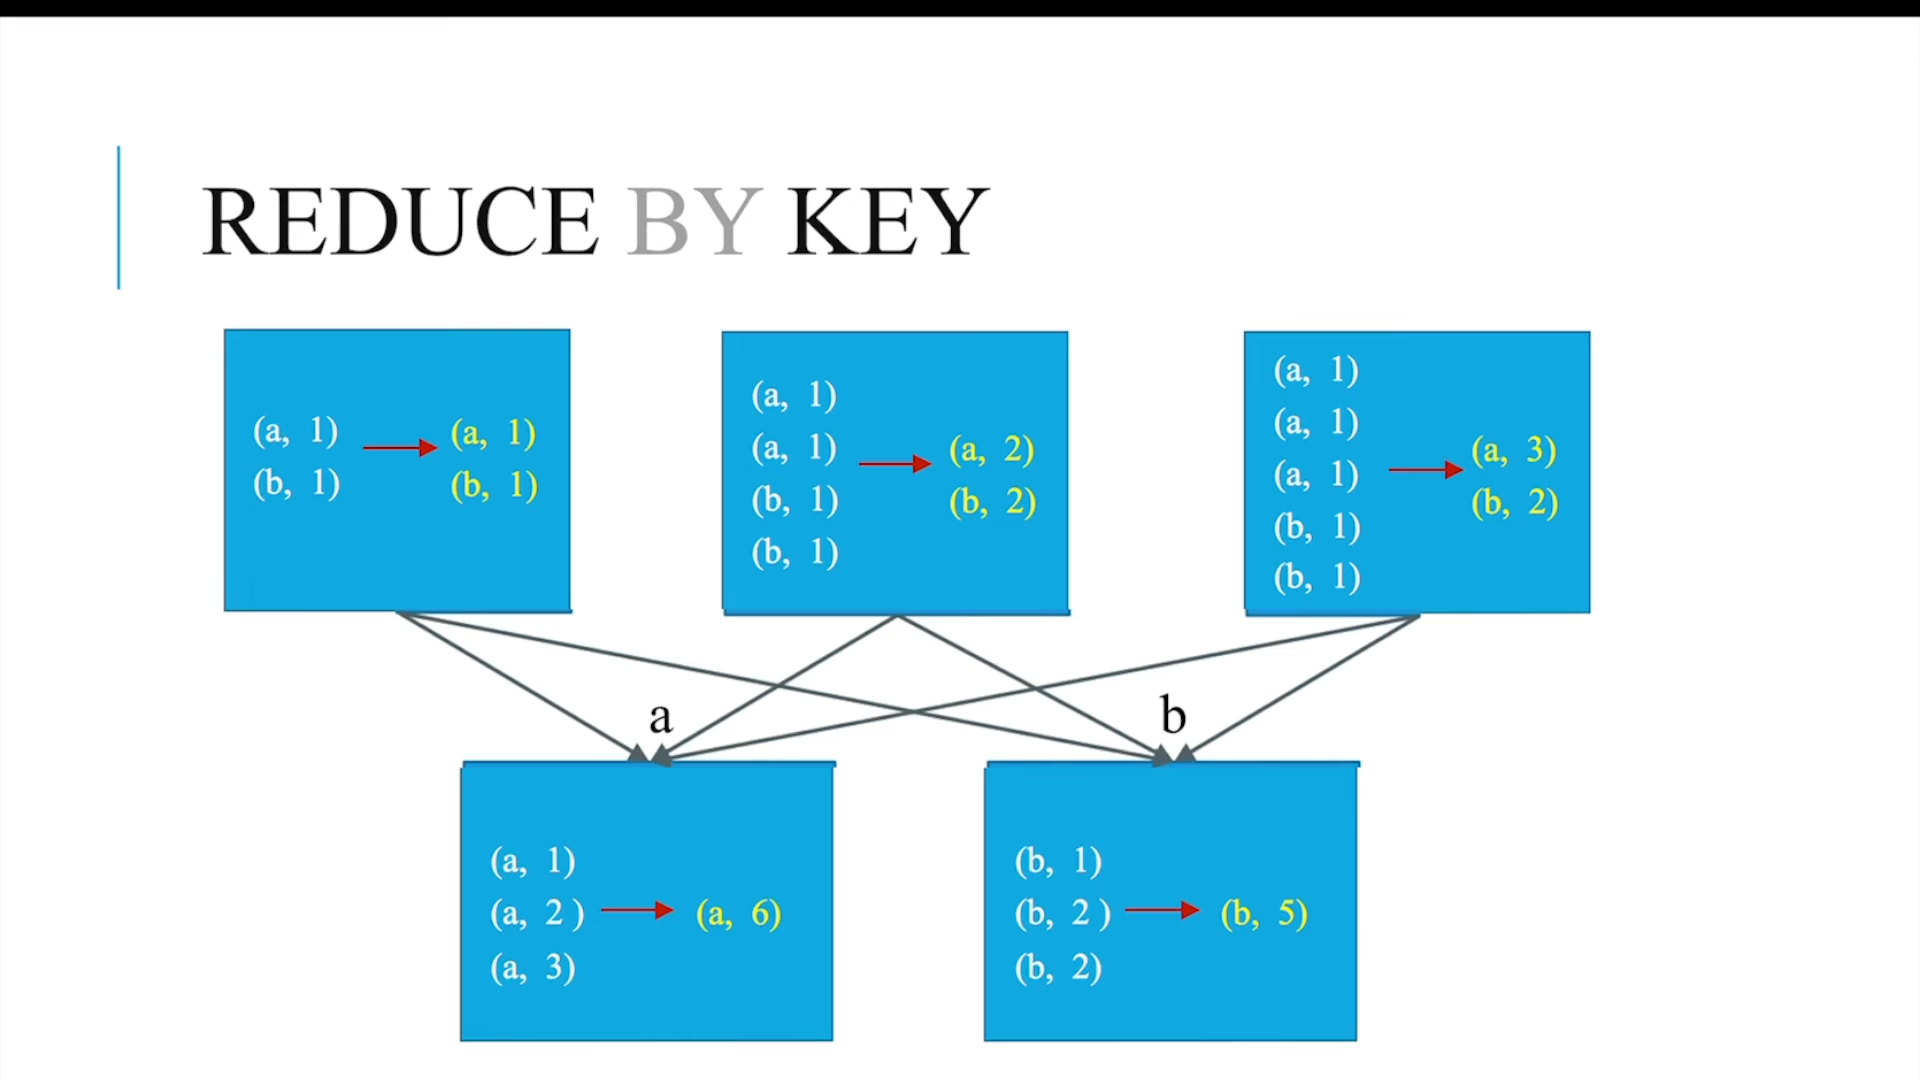 REDUCE BY KEY
(a, 1)
(b, 1)
(a, 1)
(b, 1)
(a, 1)
(a, 1)
(b, 1)
(b, 1)
(a, 2)
(b, 2)
(a, 1)
(a, 1)
(a, 1)
(b, 1)
(b, 1)
(a, 3)
(b, 2)
a
b
(a, 1)
(a, 2 )
(a, 3)
(a, 6)
(b, 1)
(b, 2 )
(b, 2)
(b, 5)